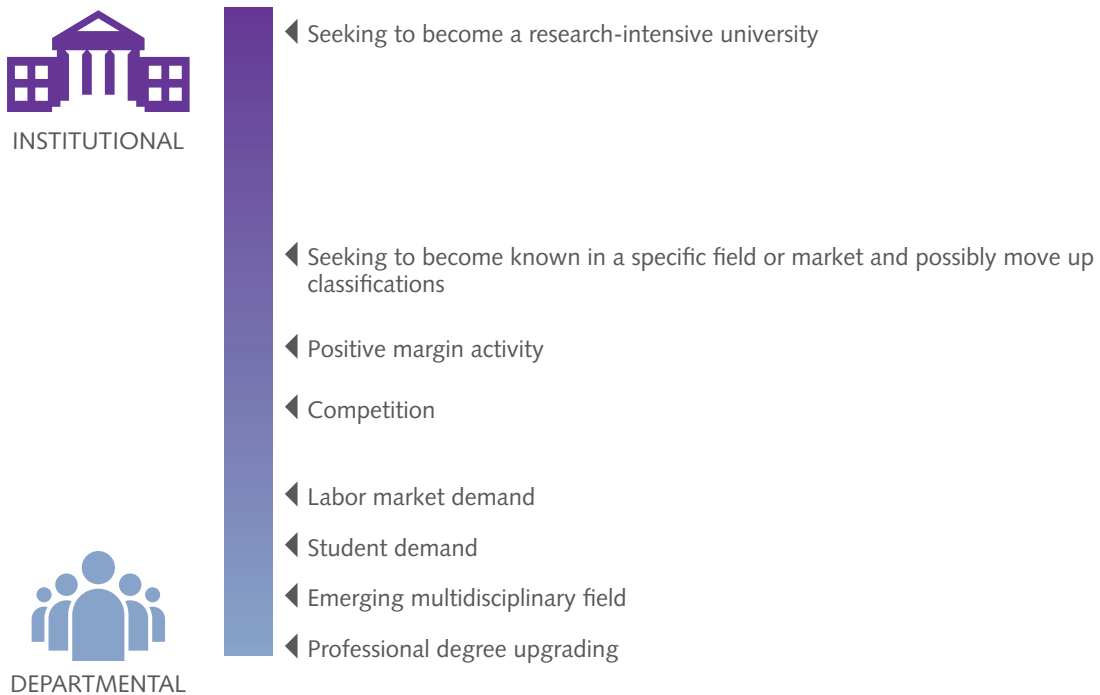 Seeking to become a research-intensive university
INSTITUTIONAL
Seeking to become known in a specific field or market and possibly move up
classifications
Positive margin activity
Competition
Labor market demand
Student demand
Emerging multidisciplinary field
Professional degree upgrading
DEPARTMENTAL